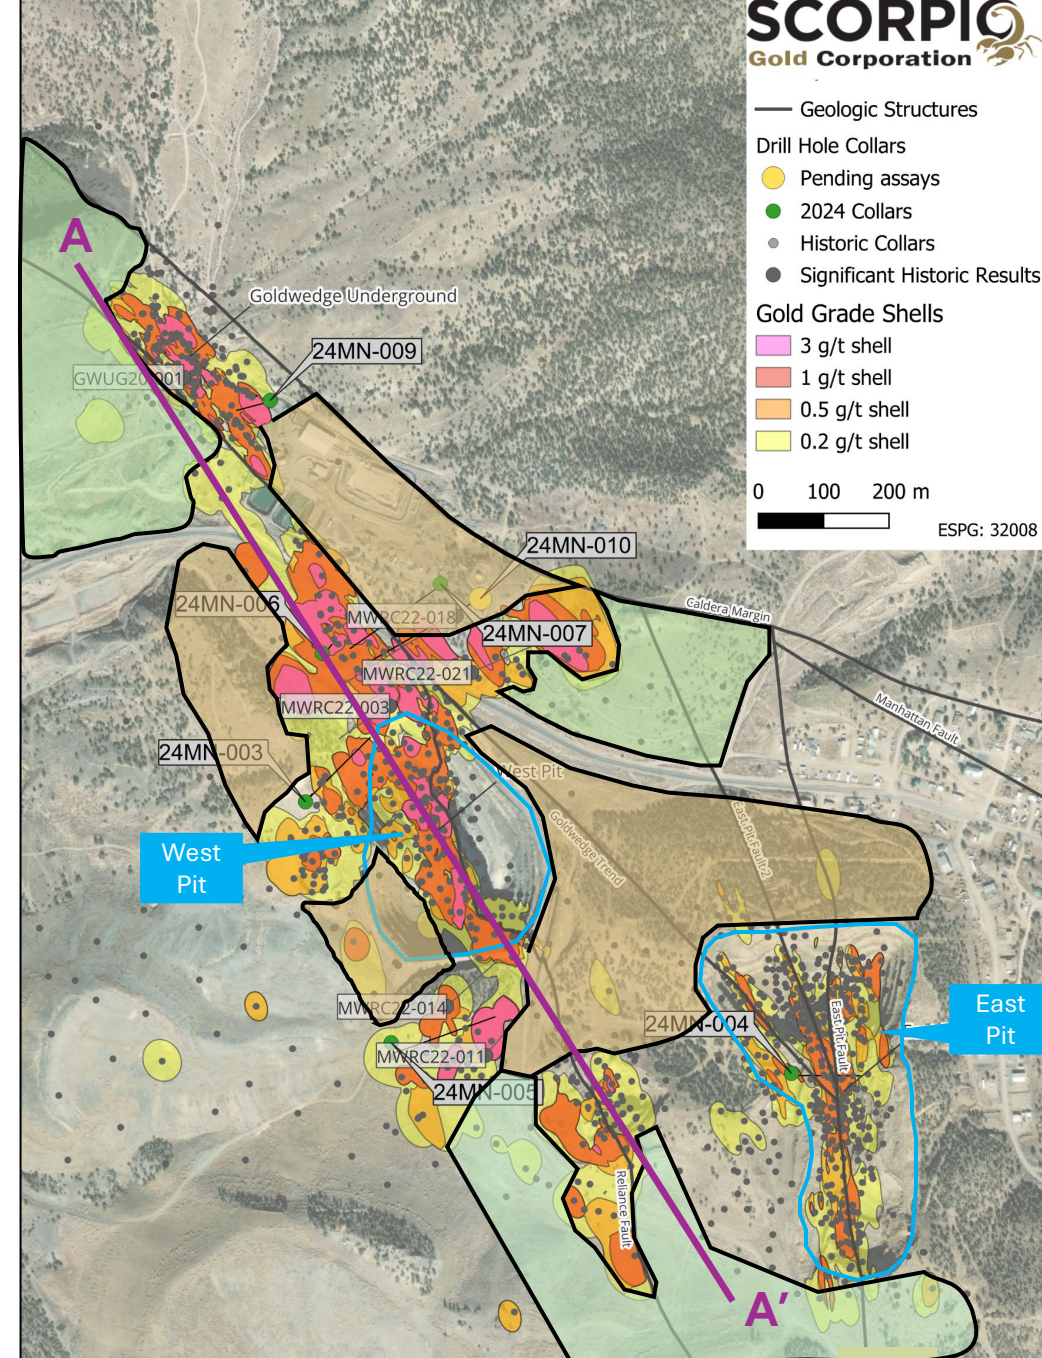 SCORPIO
Gold Corporation
Geologic Structures
Drill Hole Collars
Pending assays
2024 Collars
Historic Collars
Significant Historic Results
Gold Grade Shells
3 g/t shell
1 g/t shell
0.5 g/t shell
0.2 g/t shell
0 100 200 m
ESPG: 32008
A
Goldwedge Underground
24MN-009
GWUG20-001
24MN-010
24MN-006
MWRC22-018
24MN-007
Caldera Margin
MWRC22-021
MWRC22-003
Manhattan Fault
24MN-003
West Pit
East Pit Fault2
Goldwedge Trend
West
Pit
MWRC22-014
24MN-004
East Pit Fault
East
Pit
MWRC22-011
24MN-005
Reliance Fault
A'